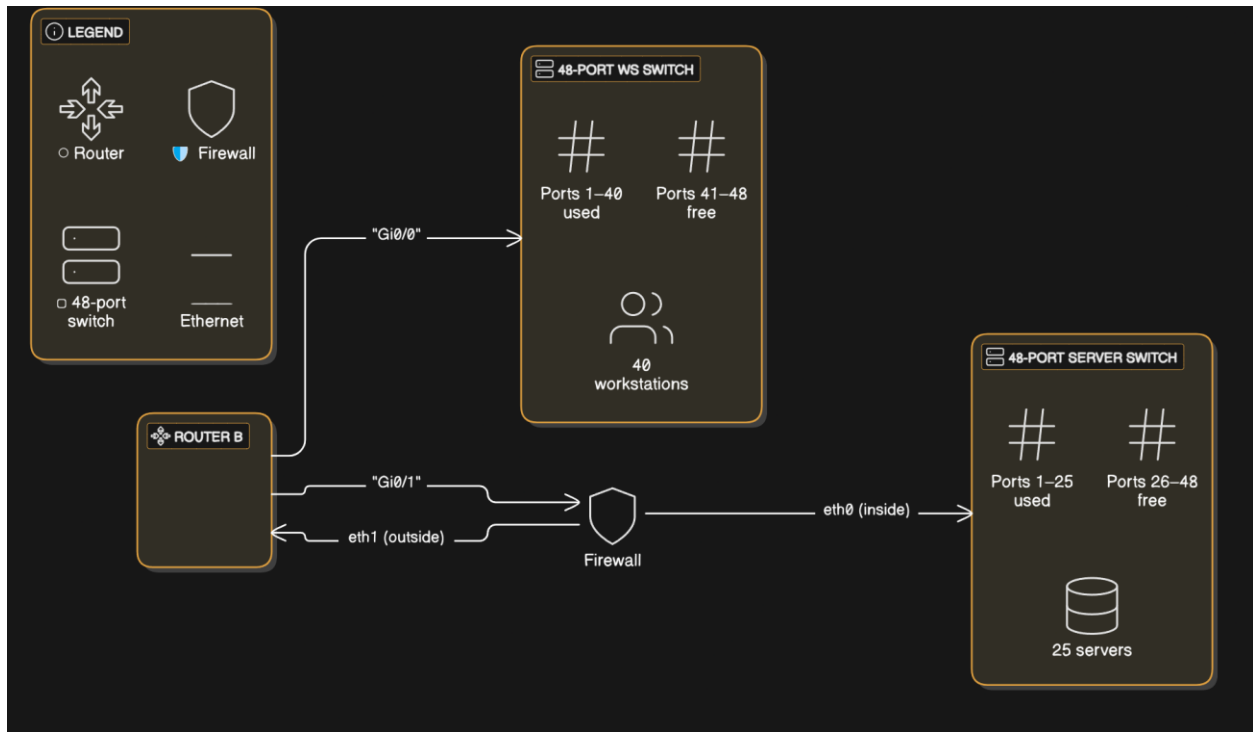 LEGEND
Router
Firewall
48-port
switch
Ethernet
48-PORT WS SWITCH
Ports 1–40
used
Ports 41–48
free
40
workstations
"Gi0/0"
ROUTER B
"Gi0/1"
eth1 (outside)
Firewall
eth0 (inside)
48-PORT SERVER SWITCH
Ports 1–25
used
Ports 26–48
free
25 servers